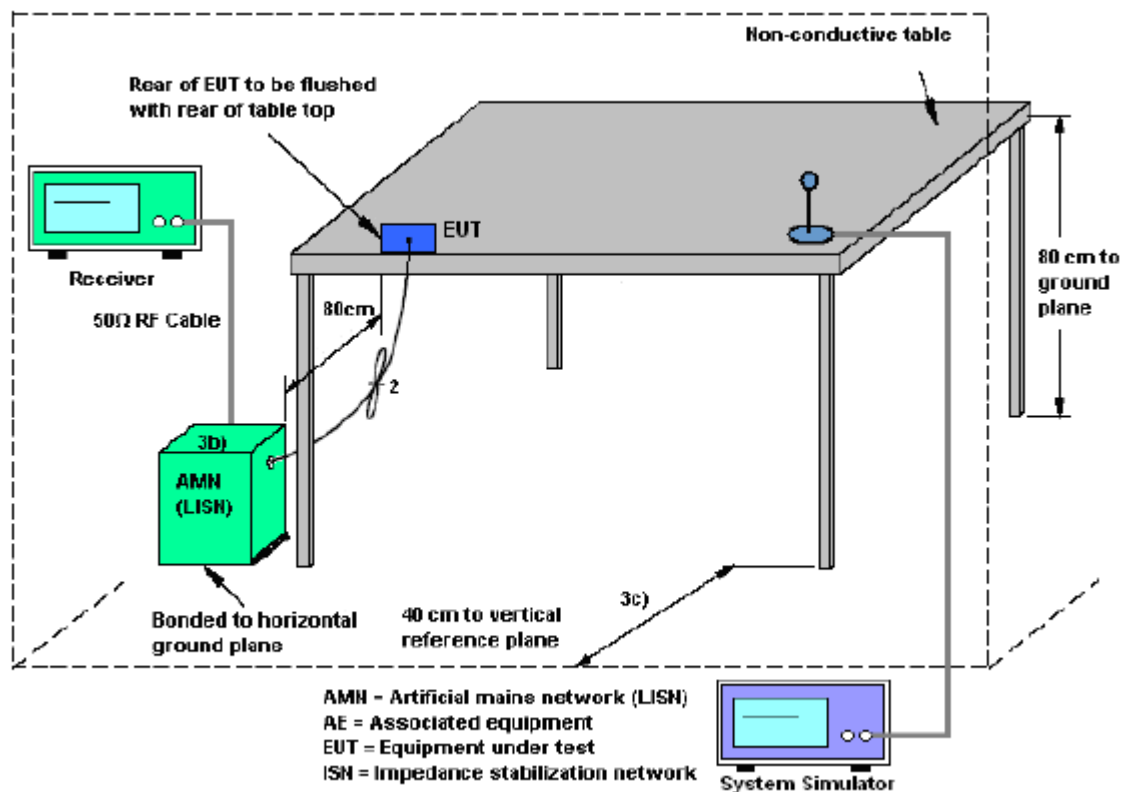 Non-conductive table
Rear of EUT to be flushed
with rear of table top
EUT
Receiver
80cm
80 cm to
ground
plane
50Ω RF Cable
2
3b)
AMN
(LISN)
3c)
Bonded to horizontal
ground plane
40 cm to vertical
reference plane
AMN = Artificial mains network (LISN)
AE = Associated equipment
EUT = Equipment under test
ISN = Impedance stabilization network
System Simulator